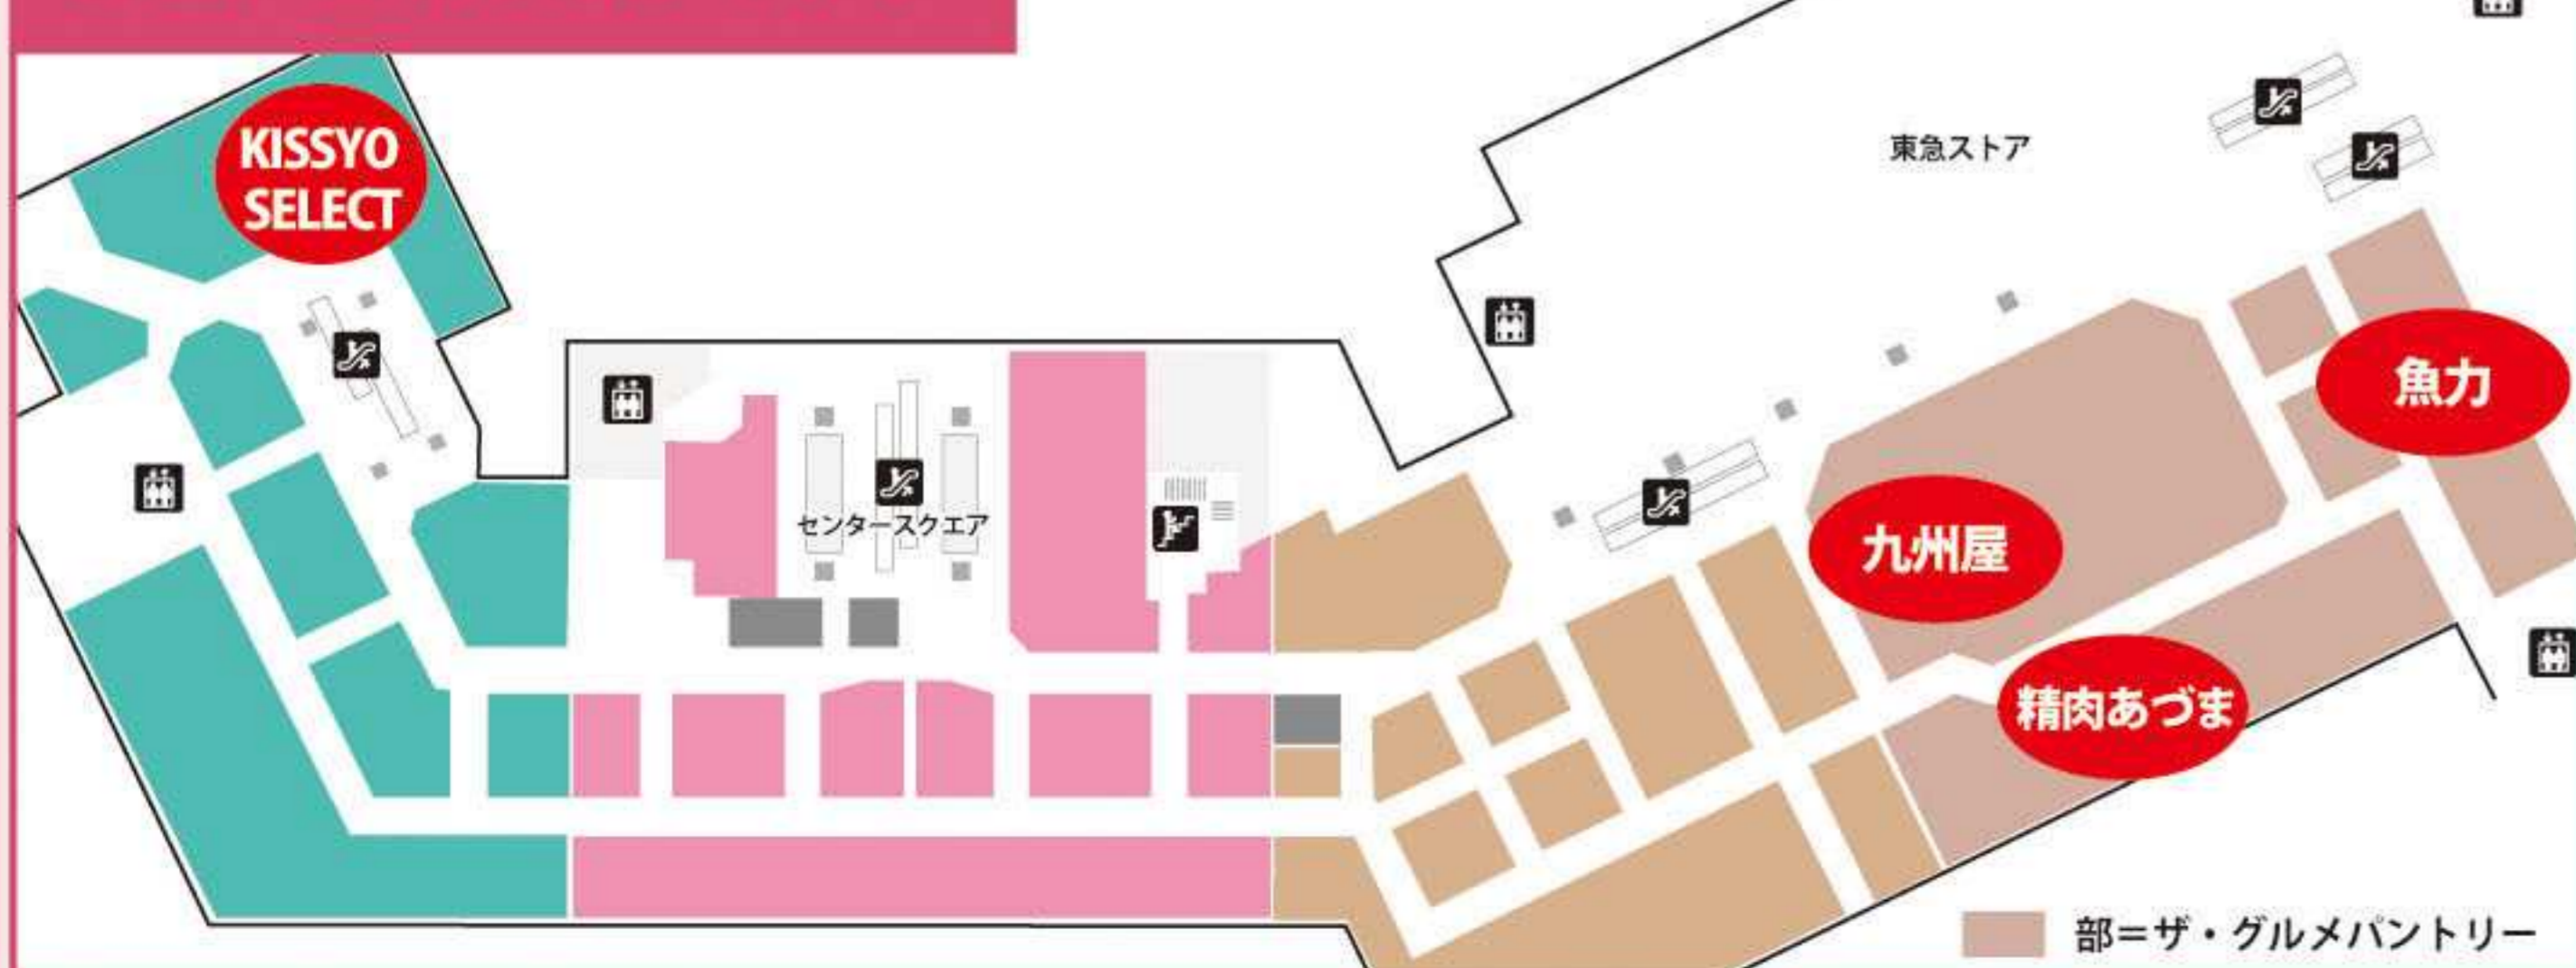 KISSYO
SELECT
東急ストア
魚力
センタースクエア
九州屋
精肉あづま
部=ザ・グルメパントリー